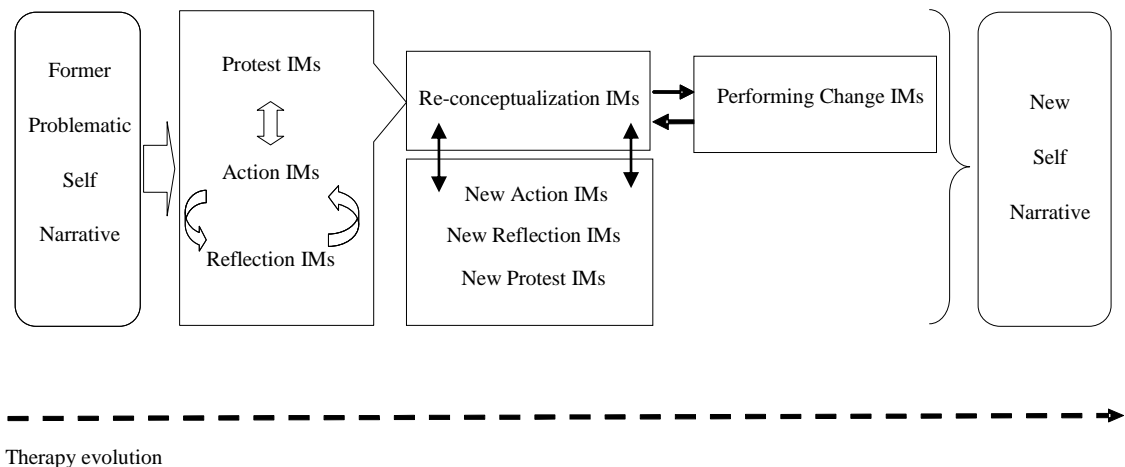 Former
Problematic
Self
Narrative
Protest IMs
Action IMs
Reflection IMs
Re-conceptualization IMs
New Action IMs
New Reflection IMs
New Protest IMs
Performing Change IMs
New
Self
Narrative
Therapy evolution